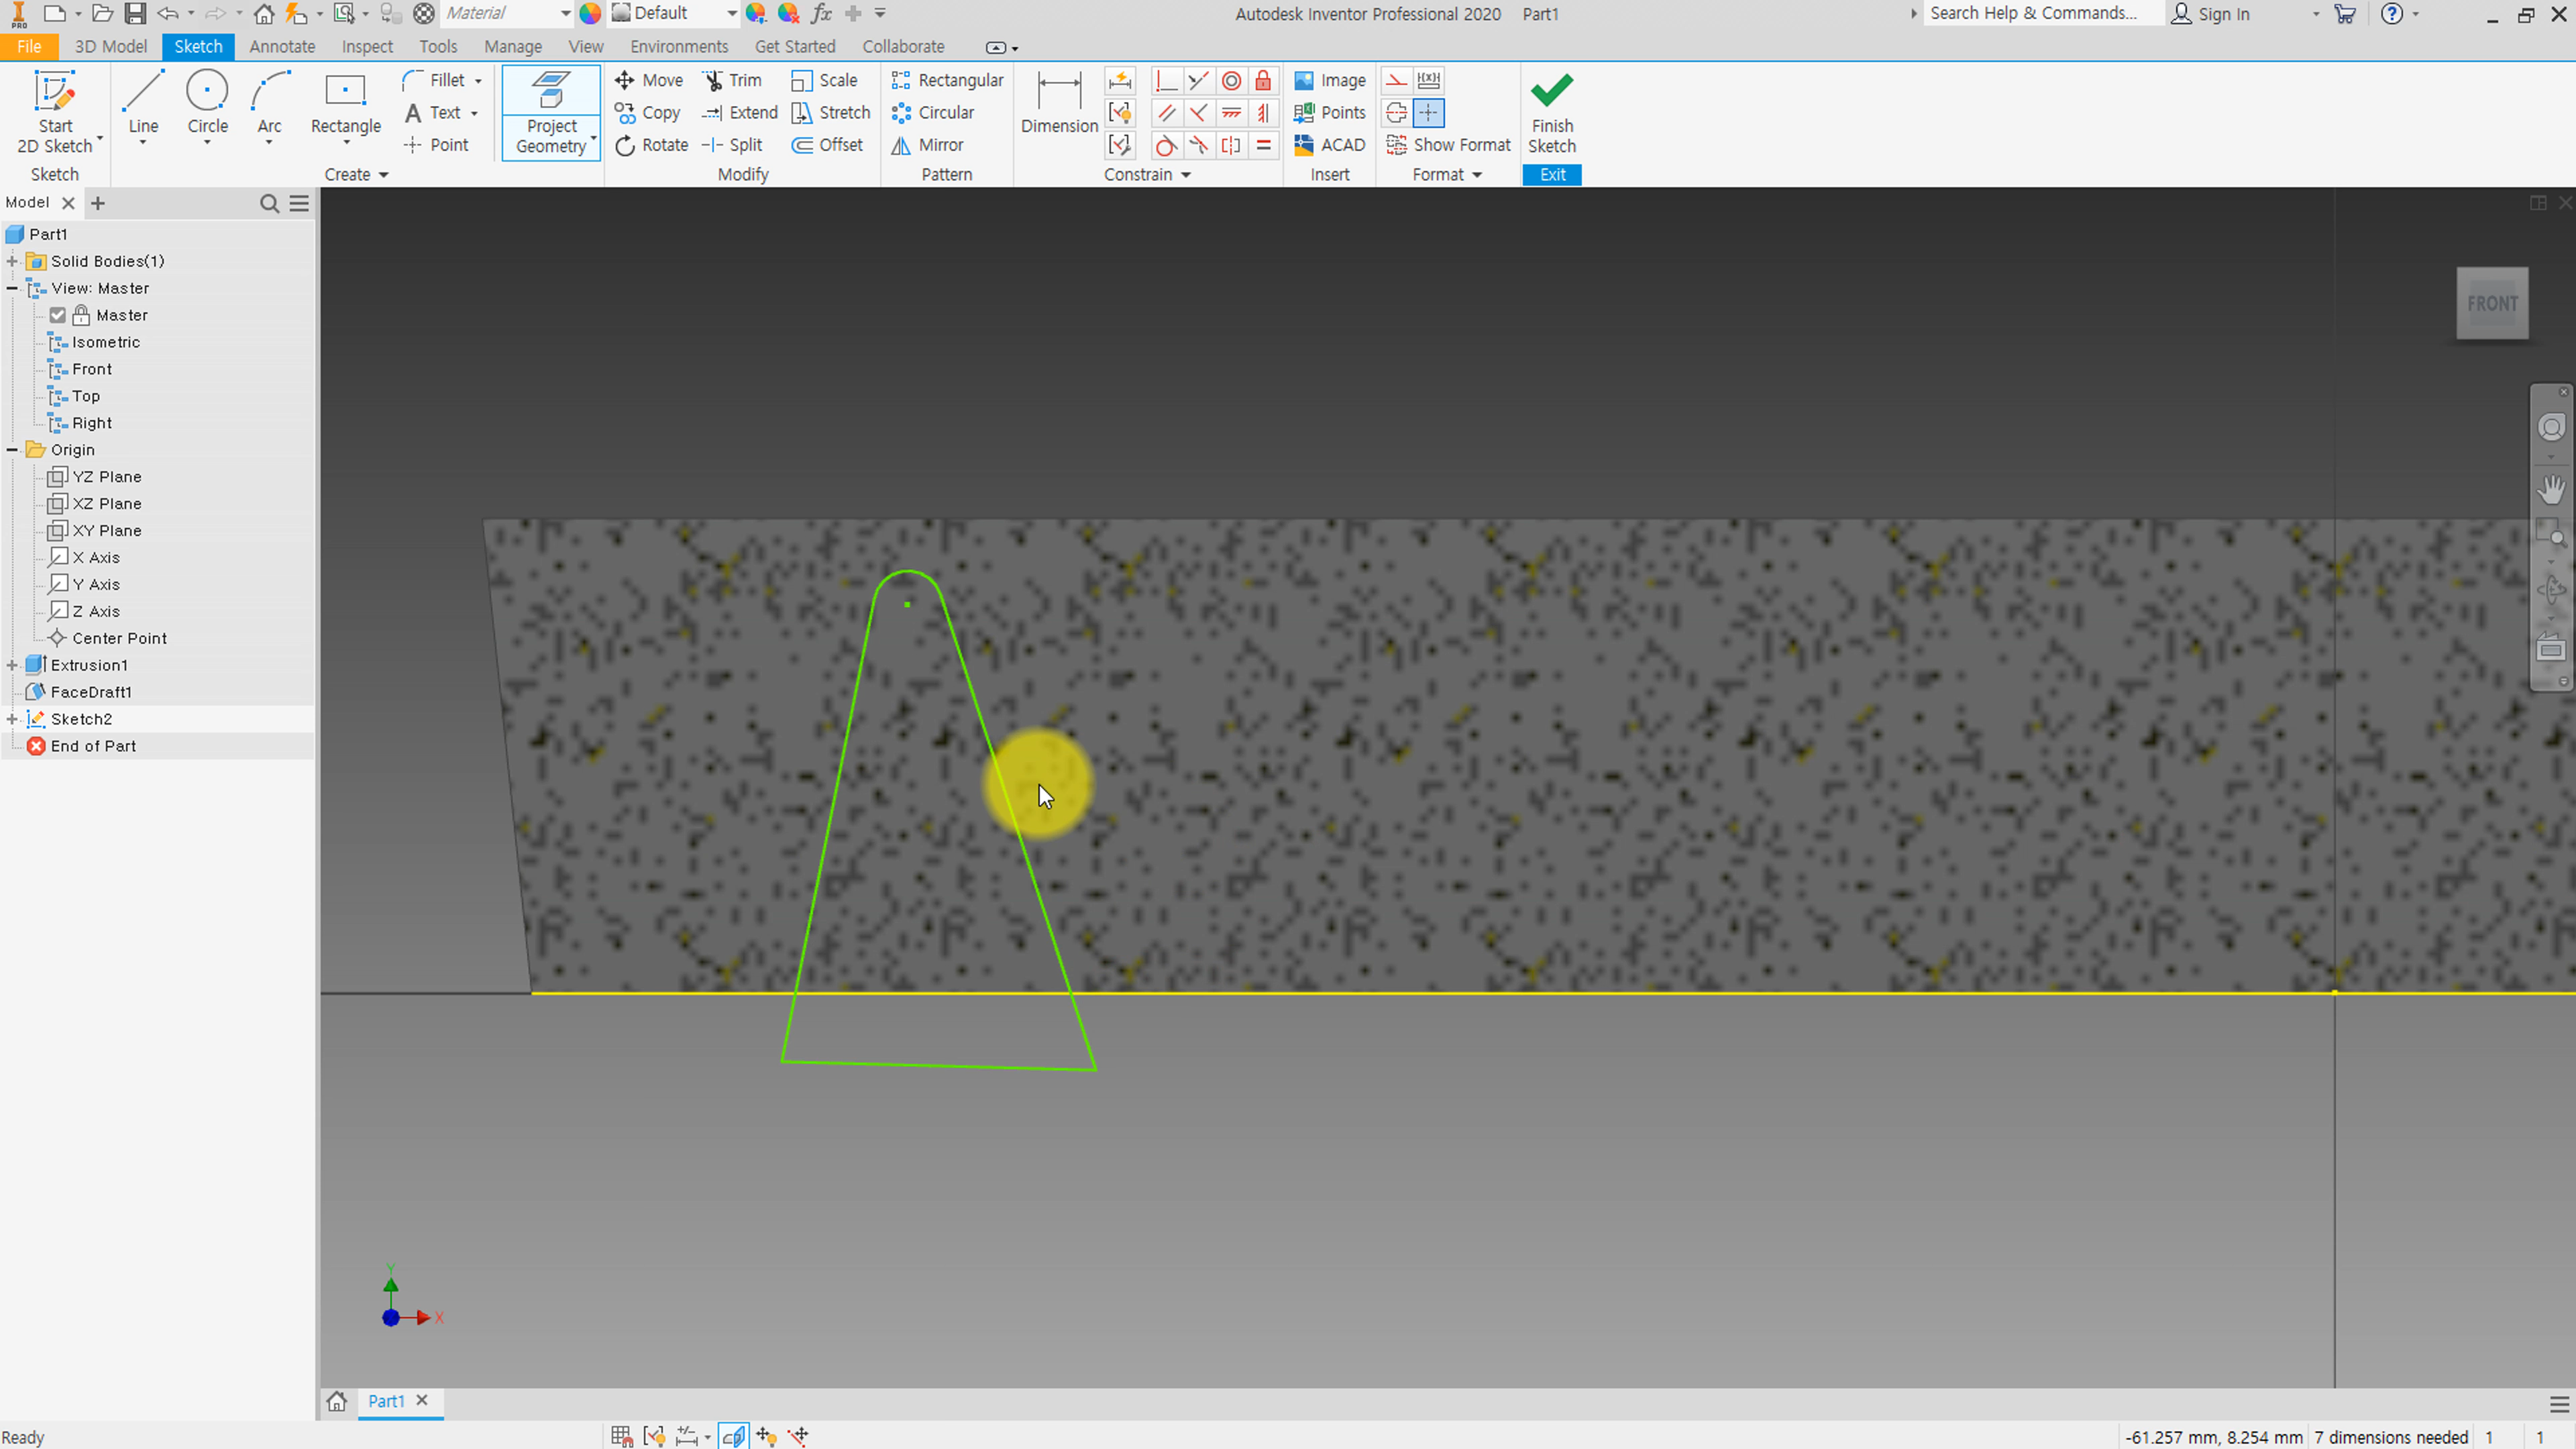 PRO Material Default fx Autodesk Inventor Professional 2020 Part1 Search Help & Commands... Sign In
File 3D Model Sketch Annotate Inspect Tools Manage View Environments Get Started Collaborate
Start
2D Sketch
Line
Circle
Arc
Rectangle
Fillet
Text
Point
Project
Geometry
Move Trim Scale
Copy Extend Stretch
Rotate Split Offset
Rectangular
Circular
Mirror
Dimension
Image
Points
ACAD
Show Format
Finish
Sketch
Sketch Create Modify Pattern Constrain Insert Format Exit
Model
Part1
Solid Bodies(1)
View: Master
Master
Isometric
Front
Top
Right
Origin
YZ Plane
XZ Plane
XY Plane
X Axis
Y Axis
Z Axis
Center Point
Extrusion1
FaceDraft1
Sketch2
End of Part
FRONT
Y
X
Part1
Ready
-61.257 mm, 8.254 mm 7 dimensions needed 1 1